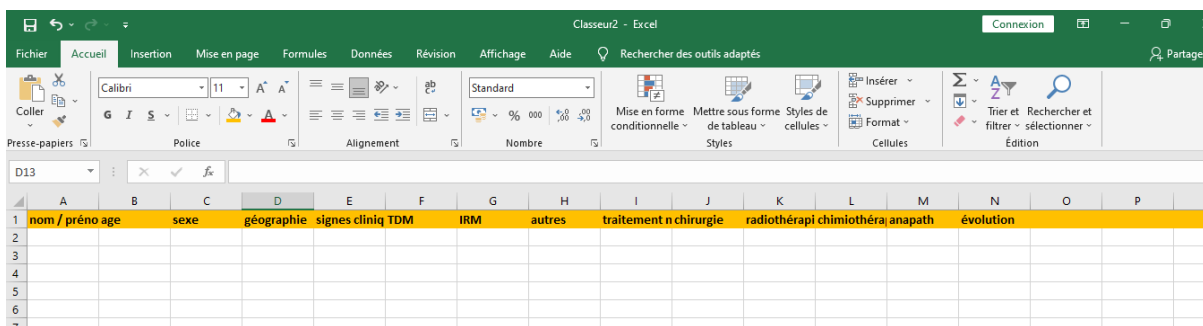 Classeur2 - Excel Connexion
Fichier Accueil Insertion Mise en page Formules Données Révision Affichage Aide Rechercher des outils adaptés Partage
Coller
Presse-papiers
Calibri 11
G I S
Police
ab
Alignement
Standard
% 000 ,00
Nombre
Mise en forme conditionnelle
Mettre sous forme de tableau
Styles de cellules
Styles
Insérer
Supprimer
Format
Cellules
Trier et filtrer
Rechercher et sélectionner
Édition
D13 fx
A B C D E F G H I J K L M N O P
1 nom / préno age sexe géographie signes cliniq TDM IRM autres traitement n chirurgie radiothérapi chimiothéra anapath évolution
2
3
4
5
6